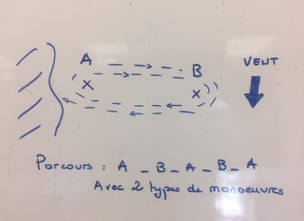 A
B
VENT
x
x
Parcours : A _ B _ A _ B _ A
Avec 2 types de manoeuvres